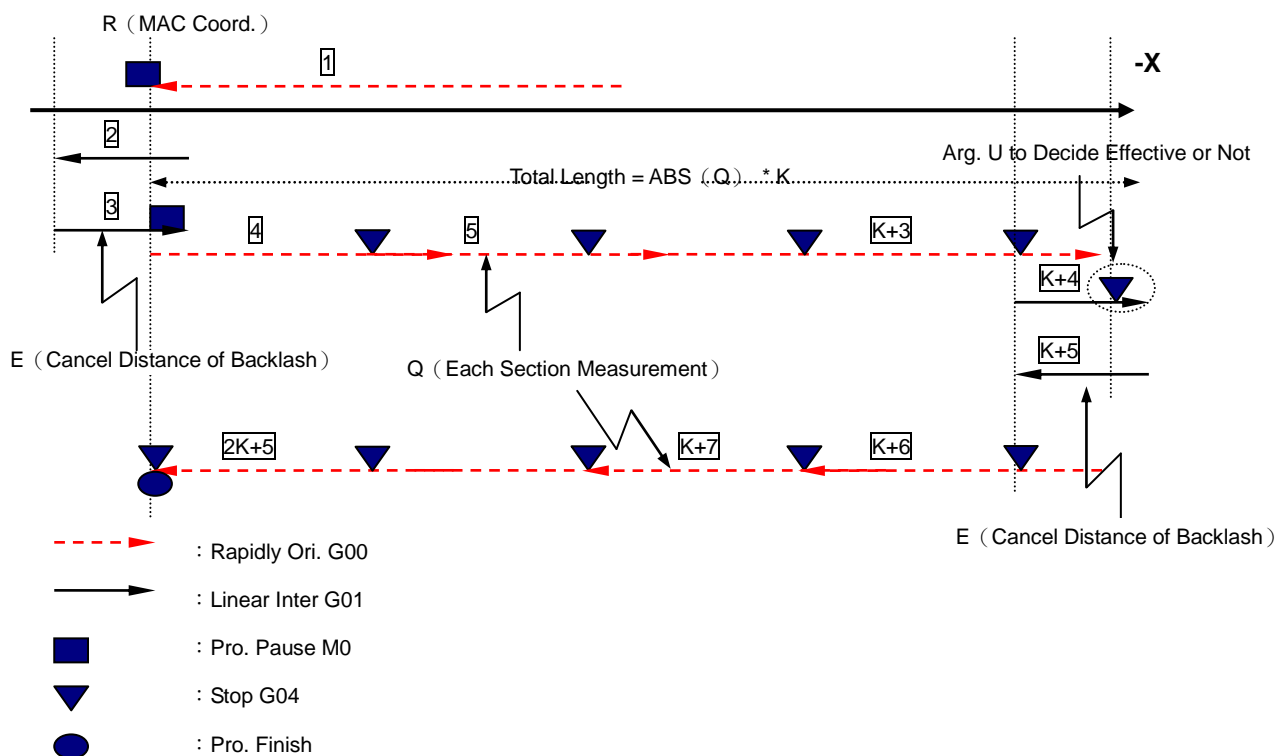 R（MAC Coord.）
1
-X
2
Arg. U to Decide Effective or Not
Total Length = ABS（Q） * K
3
4
5
K+3
K+4
E（Cancel Distance of Backlash）
Q（Each Section Measurement）
K+5
2K+5
K+7
K+6
E（Cancel Distance of Backlash）
：Rapidly Ori. G00
：Linear Inter G01
：Pro. Pause M0
：Stop G04
：Pro. Finish